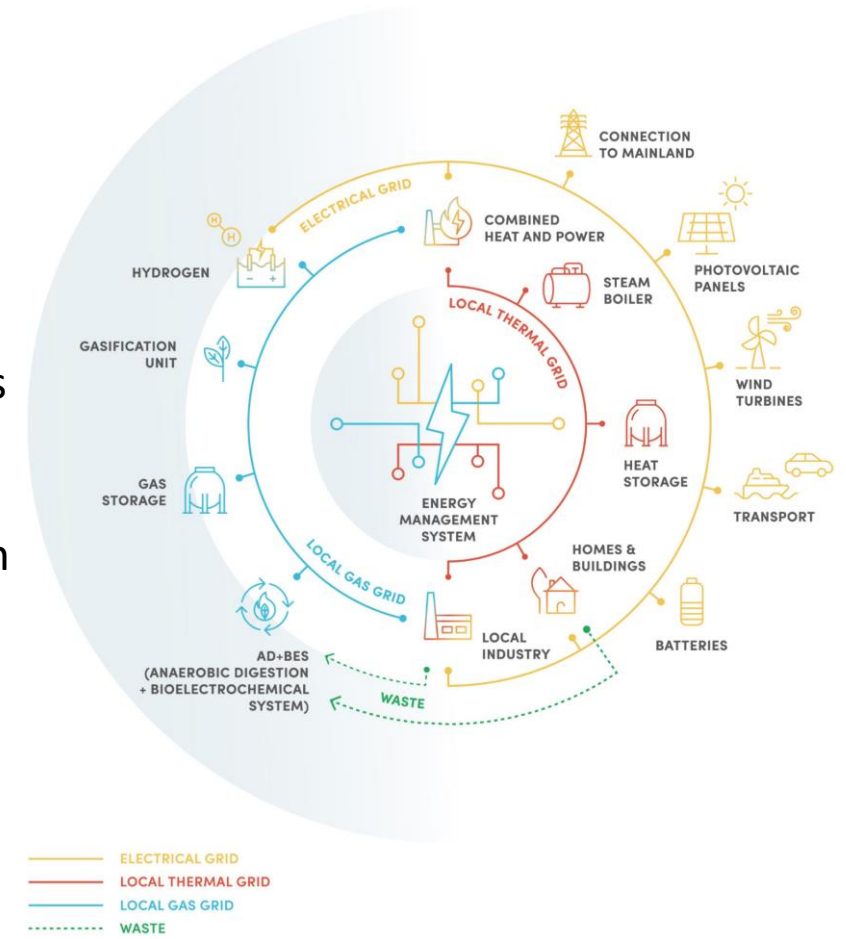 CONNECTION
TO MAINLAND
ELECTRICAL GRID
COMBINED
HEAT AND POWER
H
H
HYDROGEN
- +
STEAM
BOILER
PHOTOVOLTAIC
PANELS
LOCAL THERMAL GRID
GASIFICATION
UNIT
s
WIND
TURBINES
HEAT
STORAGE
GAS
STORAGE
ENERGY
MANAGEMENT
SYSTEM
TRANSPORT
n
LOCAL GAS GRID
HOMES &
BUILDINGS
LOCAL
INDUSTRY
BATTERIES
AD+BES
(ANAEROBIC DIGESTION
+ BIOELECTROCHEMICAL
SYSTEM)
WASTE
ELECTRICAL GRID
LOCAL THERMAL GRID
LOCAL GAS GRID
WASTE